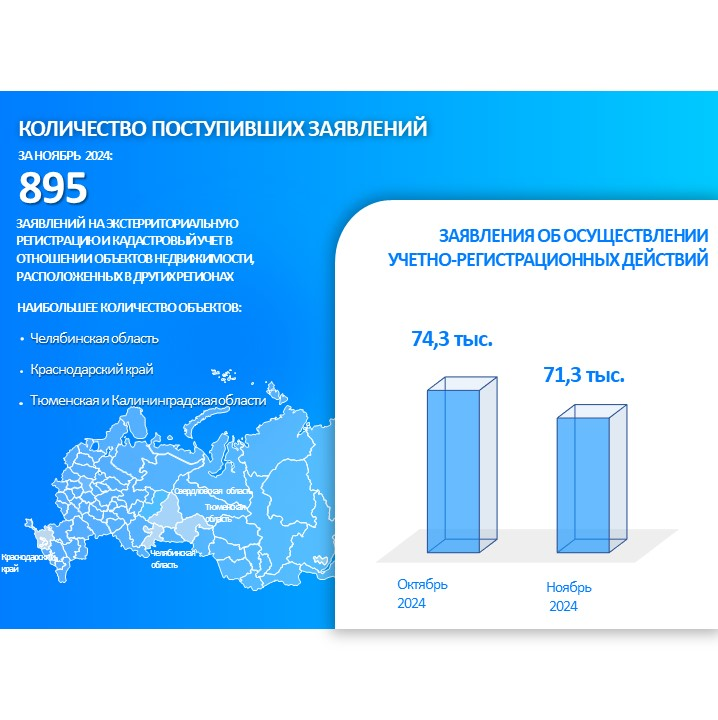 КОЛИЧЕСТВО ПОСТУПИВШИХ ЗАЯВЛЕНИЙ
ЗА НОЯБРЬ 2024:
895
ЗАЯВЛЕНИЙ НА ЭКСТЕРРИТОРИАЛЬНУЮ
РЕГИСТРАЦИЮ И КАДАСТРОВЫЙ УЧЕТ В
ОТНОШЕНИИ ОБЪЕКТОВ НЕДВИЖИМОСТИ,
РАСПОЛОЖЕННЫХ В ДРУГИХ РЕГИОНАХ
НАИБОЛЬШЕЕ КОЛИЧЕСТВО ОБЪЕКТОВ:
• Челябинская область
• Краснодарский край
• Тюменская и Калининградская области
Свердловская область
Тюменская
область
Челябинская
область
Краснодарский
край
ЗАЯВЛЕНИЯ ОБ ОСУЩЕСТВЛЕНИИ
УЧЕТНО-РЕГИСТРАЦИОННЫХ ДЕЙСТВИЙ
74,3 тыс.
71,3 тыс.
Октябрь
2024
Ноябрь
2024